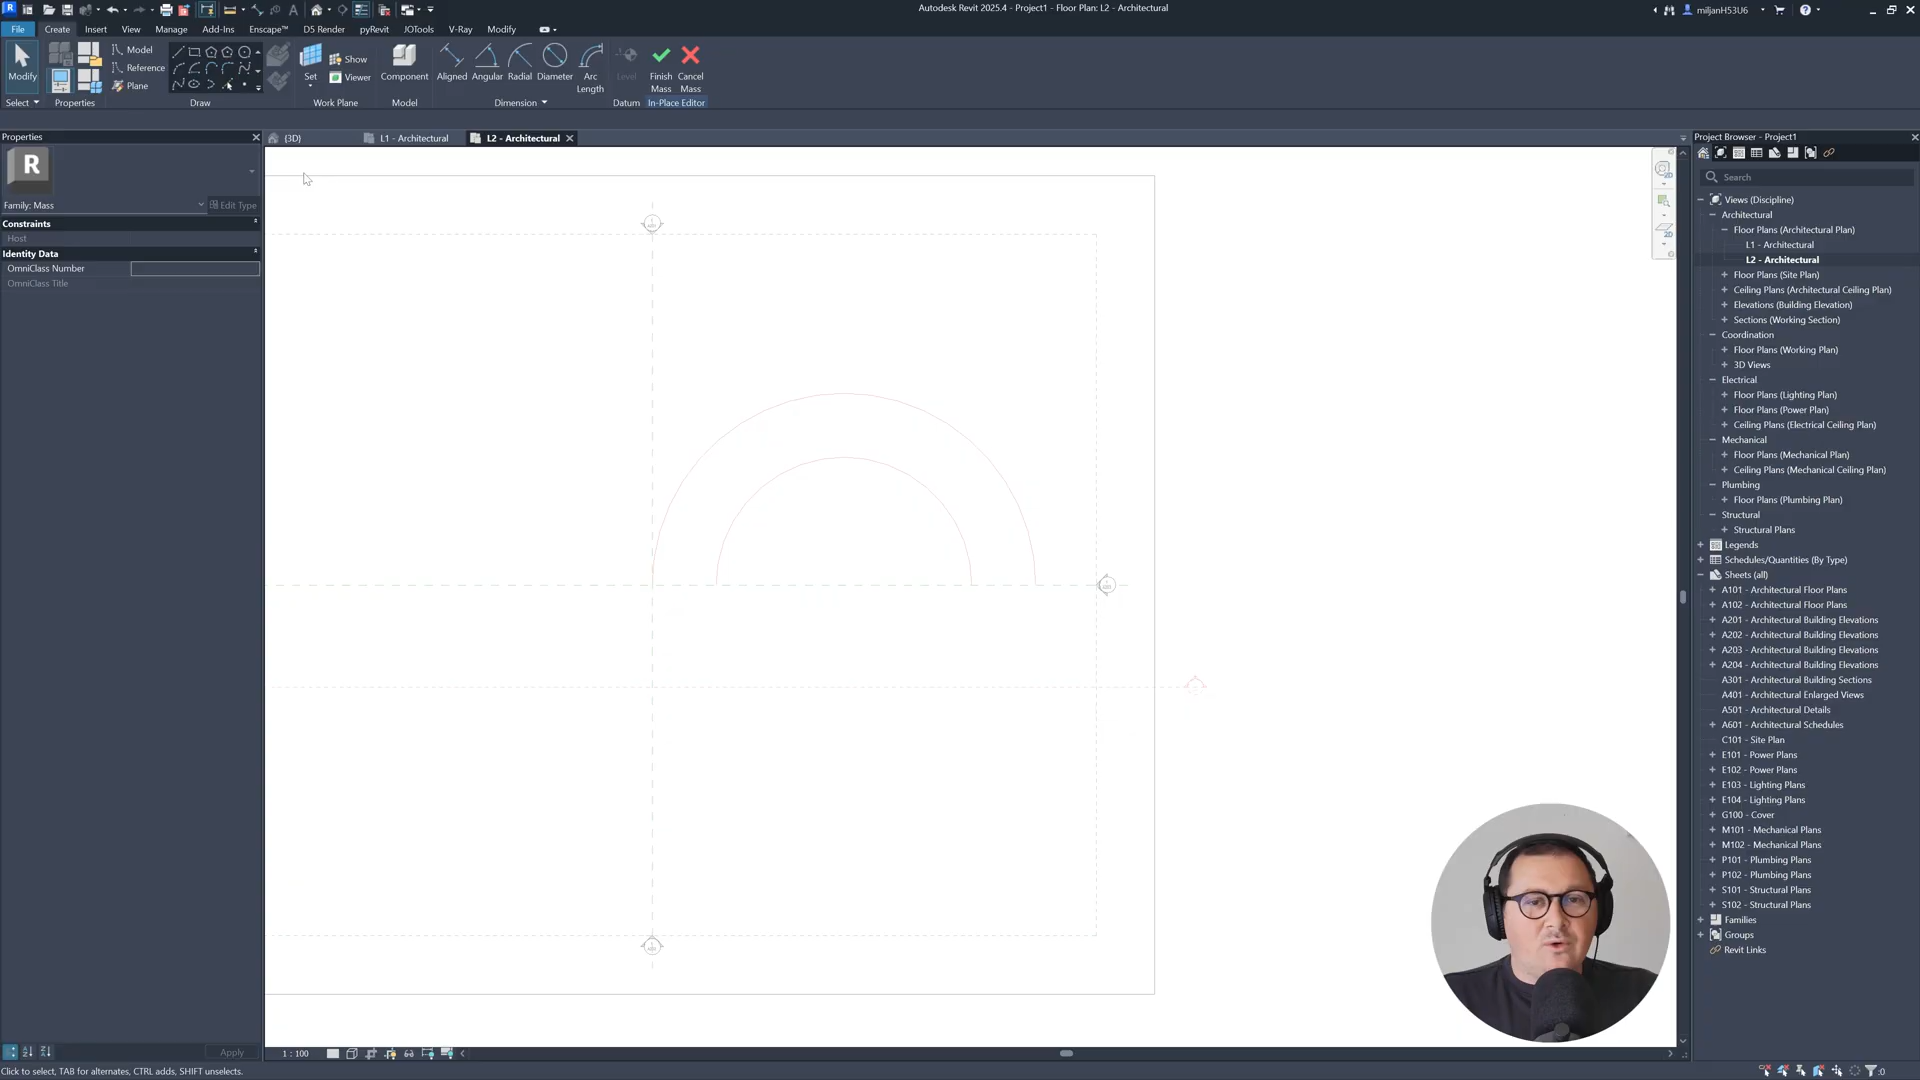 Autodesk Revit 2025.4 - Project1 - Floor Plan: L2 - Architectural
miljanH53U6
File
Create
Insert
View
Manage
Add-Ins
Enscape™
D5 Render
pyRevit
JOTools
V-Ray
Modify
Modify
Model
Reference
Plane
Set
Show
Viewer
Component
Aligned
Angular
Radial
Diameter
Arc
Length
Level
Finish
Mass
Cancel
Mass
Select
Properties
Draw
Work Plane
Model
Dimension
Datum
In-Place Editor
Properties
{3D}
L1 - Architectural
L2 - Architectural
Project Browser - Project1
R
Family: Mass
Edit Type
Constraints
Host
Identity Data
OmniClass Number
OmniClass Title
Apply
2D
2D
Search
Views (Discipline)
Architectural
Floor Plans (Architectural Plan)
L1 - Architectural
L2 - Architectural
Floor Plans (Site Plan)
Ceiling Plans (Architectural Ceiling Plan)
Elevations (Building Elevation)
Sections (Working Section)
Coordination
Floor Plans (Working Plan)
3D Views
Electrical
Floor Plans (Lighting Plan)
Floor Plans (Power Plan)
Ceiling Plans (Electrical Ceiling Plan)
Mechanical
Floor Plans (Mechanical Plan)
Ceiling Plans (Mechanical Ceiling Plan)
Plumbing
Floor Plans (Plumbing Plan)
Structural
Structural Plans
Legends
Schedules/Quantities (By Type)
Sheets (all)
A101 - Architectural Floor Plans
A102 - Architectural Floor Plans
A201 - Architectural Building Elevations
A202 - Architectural Building Elevations
A203 - Architectural Building Elevations
A204 - Architectural Building Elevations
A301 - Architectural Building Sections
A401 - Architectural Enlarged Views
A501 - Architectural Details
A601 - Architectural Schedules
C101 - Site Plan
E101 - Power Plans
E102 - Power Plans
E103 - Lighting Plans
E104 - Lighting Plans
G100 - Cover
M101 - Mechanical Plans
M102 - Mechanical Plans
P101 - Plumbing Plans
P102 - Plumbing Plans
S101 - Structural Plans
S102 - Structural Plans
Families
Groups
Revit Links
1 : 100
Click to select, TAB for alternates, CTRL adds, SHIFT unselects.
:0